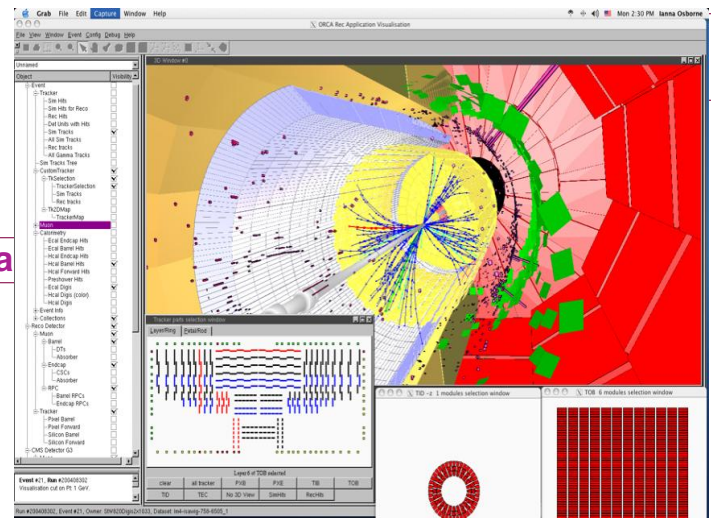 Grab File Edit Capture Window Help
Mon 2:30 PM Ianna Osborne
ORCA Rec Application Visualisation
File View Window Event Config Debug Help
Unnamed
Object Visibility
Event
Tracker
Sim Hits
Sim Hits for Reco
Rec Hits
Det Units with Hits
Sim Tracks
All Sim Tracks
Rec tracks
All Gamma Tracks
Sim Tracks Tree
CustomTracker
TkSelection
TrackerSelection
Sim Tracks
Rec tracks
Tk2DMap
TrackerMap
Muon
Calorimetry
Ecal Endcap Hits
Ecal Barrel Hits
Hcal Endcap Hits
Hcal Barrel Hits
Hcal Forward Hits
Preshower Hits
Ecal Digis
Hcal Digis (color)
Hcal Digis
Event Info
Collections
Reco Detector
Muon
Barrel
DTs
Absorber
Endcap
CSCs
Absorber
RPC
Barrel RPCs
Endcap RPCs
Tracker
Pixel Barrel
Pixel Forward
Silicon Barrel
Silicon Forward
CMS Detector G3
a
3D Window #0
Tracker parts selection window
Layer/Ring Petal/Rod
Layer6 of TOB selected
clear all tracker PXB PXE TIB TOB
TID TEC No 3D View SimHits RecHits
TID -z 1 modules selection window
TOB 6 modules selection window
Event #21, Run #200406302
Visualisation cut on Pt: 1 GeV.